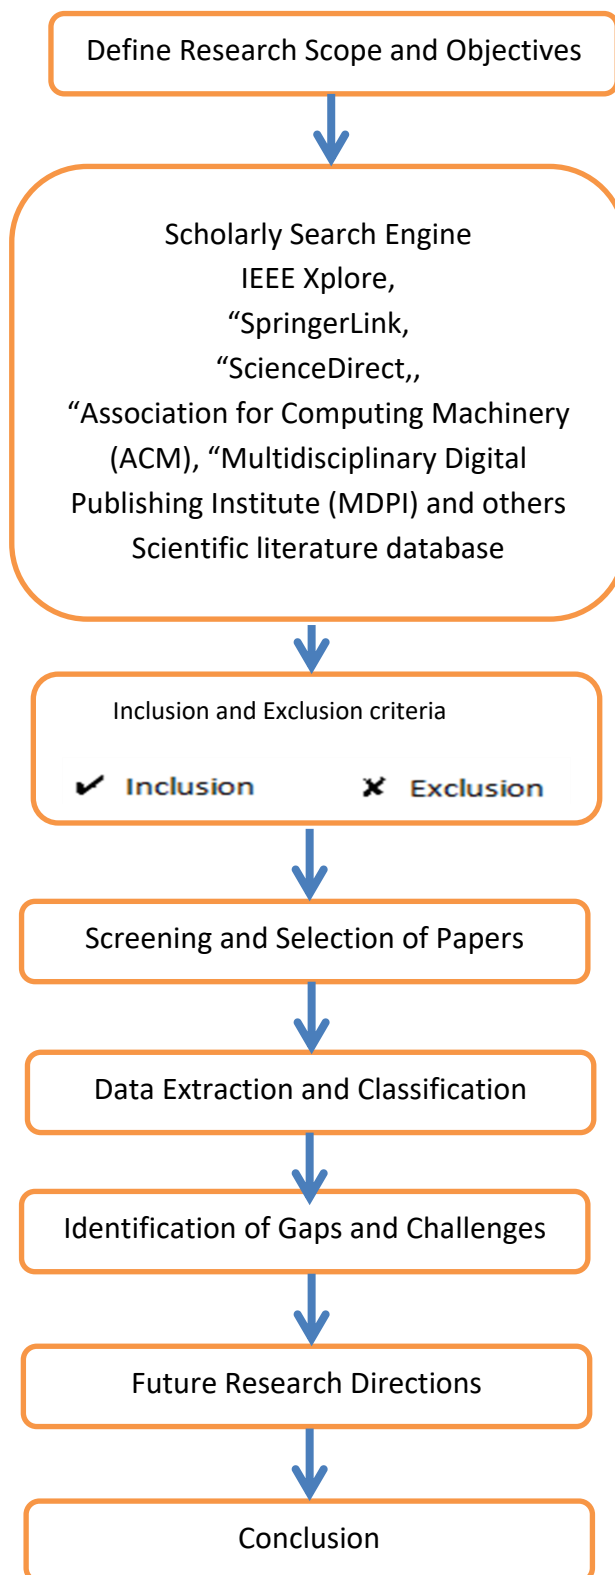 Define Research Scope and Objectives
Scholarly Search Engine
IEEE Xplore,
“SpringerLink,
“ScienceDirect,,
“Association for Computing Machinery
(ACM), “Multidisciplinary Digital
Publishing Institute (MDPI) and others
Scientific literature database
Inclusion and Exclusion criteria
✔ Inclusion ✘ Exclusion
Screening and Selection of Papers
Data Extraction and Classification
Identification of Gaps and Challenges
Future Research Directions
Conclusion